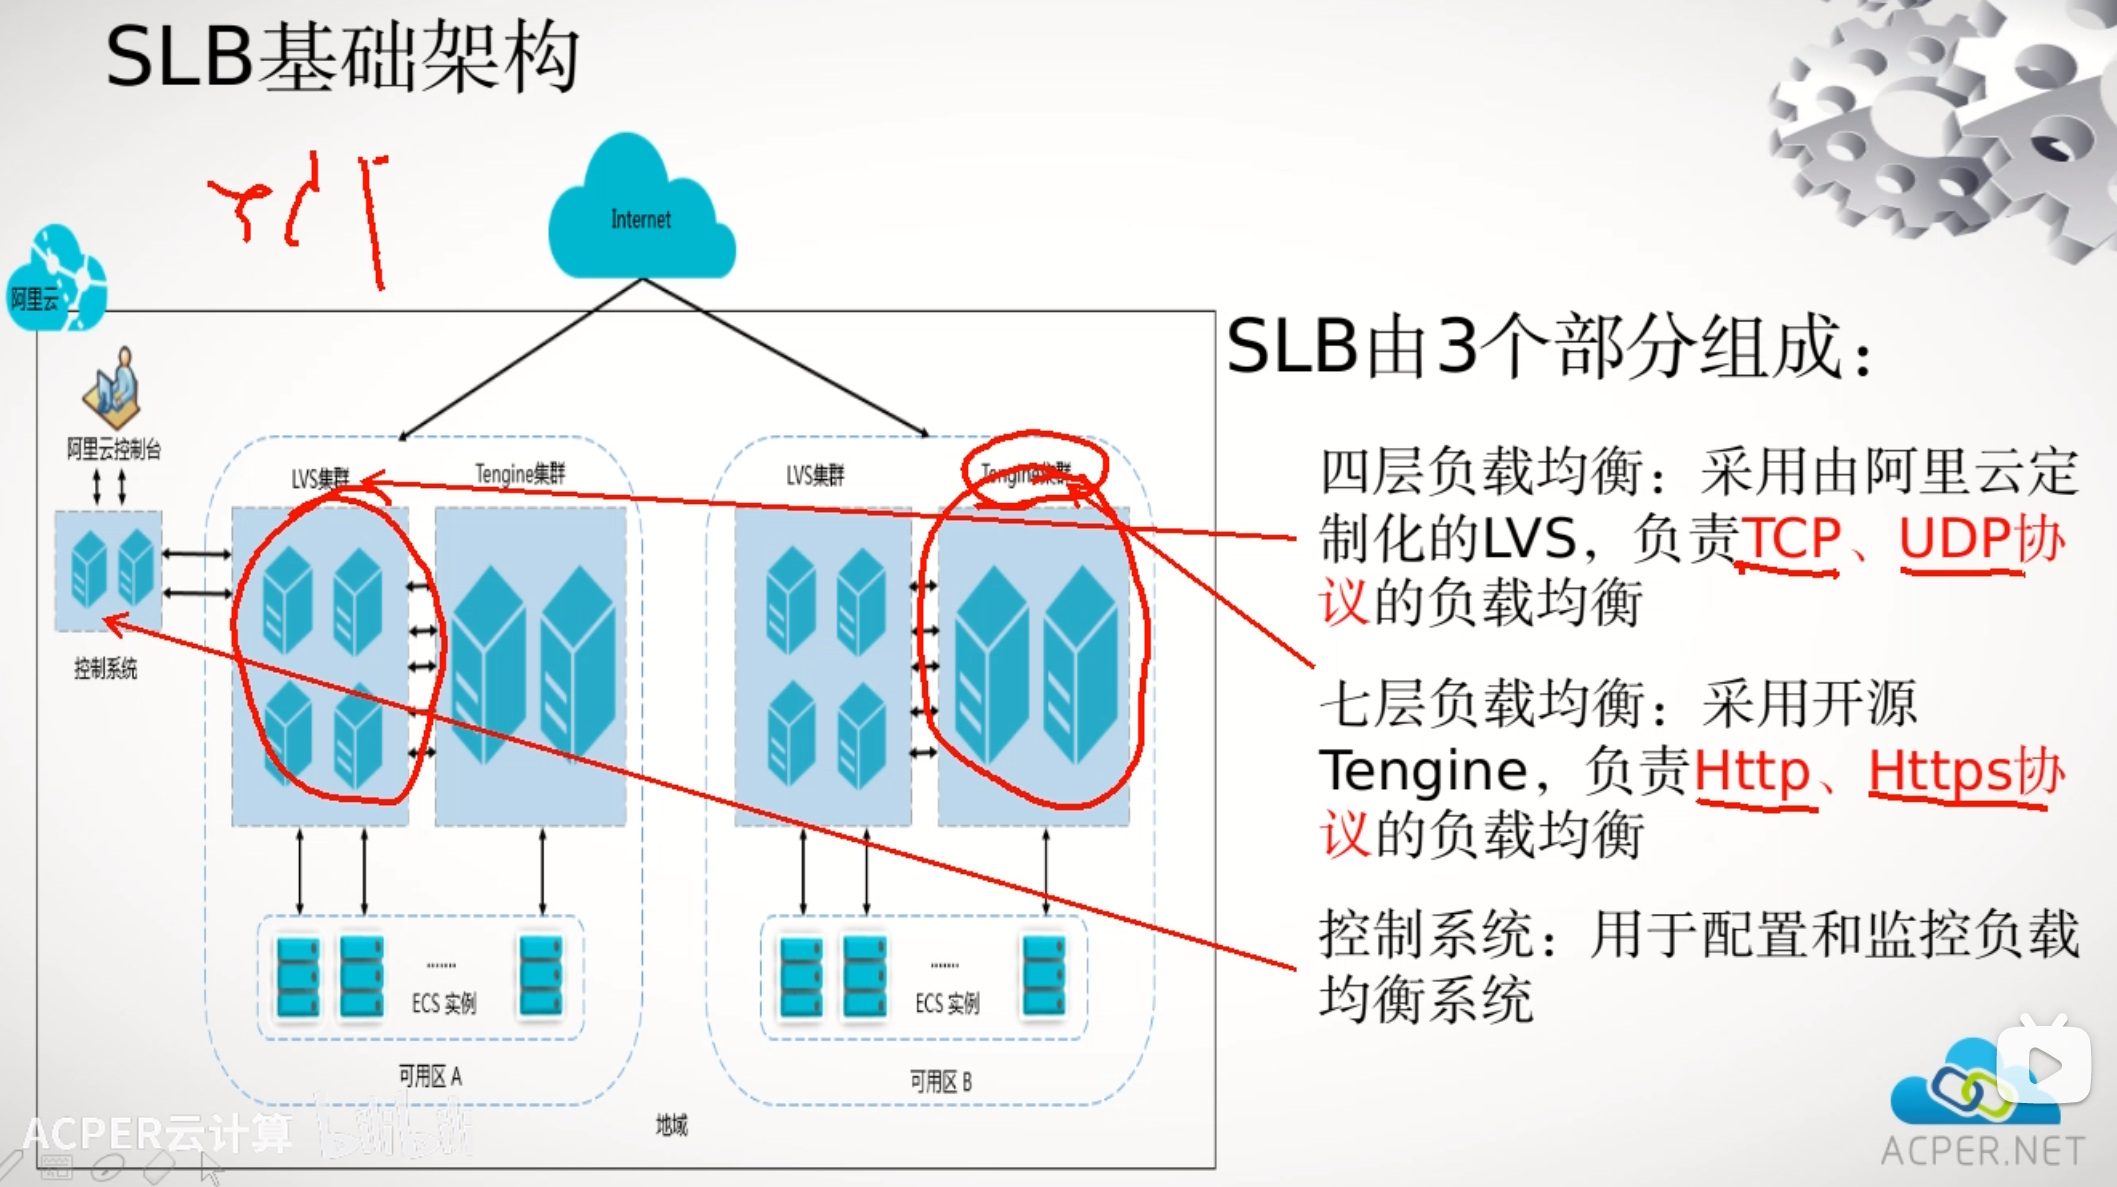 SLB基础架构
Internet
阿里云
阿里云控制台
控制系统
LVS集群
Tengine集群
LVS集群
Tengine集群
.......
ECS 实例
.......
ECS 实例
可用区 A
可用区 B
地域
SLB由3个部分组成：
四层负载均衡：采用由阿里云定
制化的LVS，负责TCP、UDP协
议的负载均衡
七层负载均衡：采用开源
Tengine，负责Http、Https协
议的负载均衡
控制系统：用于配置和监控负载
均衡系统
ACPER云计算
bilibili
ACPER.NET